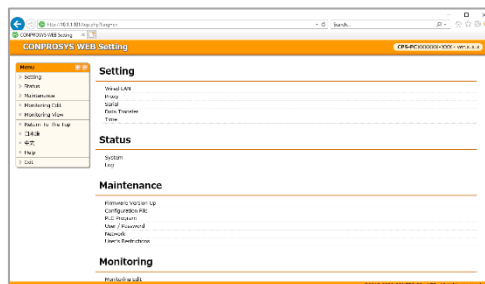 CONPROSYS WEB Setting
CONPROSYS WEB Setting
Menu
Setting
Status
Maintenance
Monitoring Edit
Monitoring View
Return to the top
日本語
中文
Help
Exit
Setting
Wired LAN
Proxy
Serial
Data Transfer
Time
Status
System
Log
Maintenance
Firmware Version Up
Configuration File
PLC Program
User / Password
Network
User's Restrictions
Monitoring
Monitoring Edit